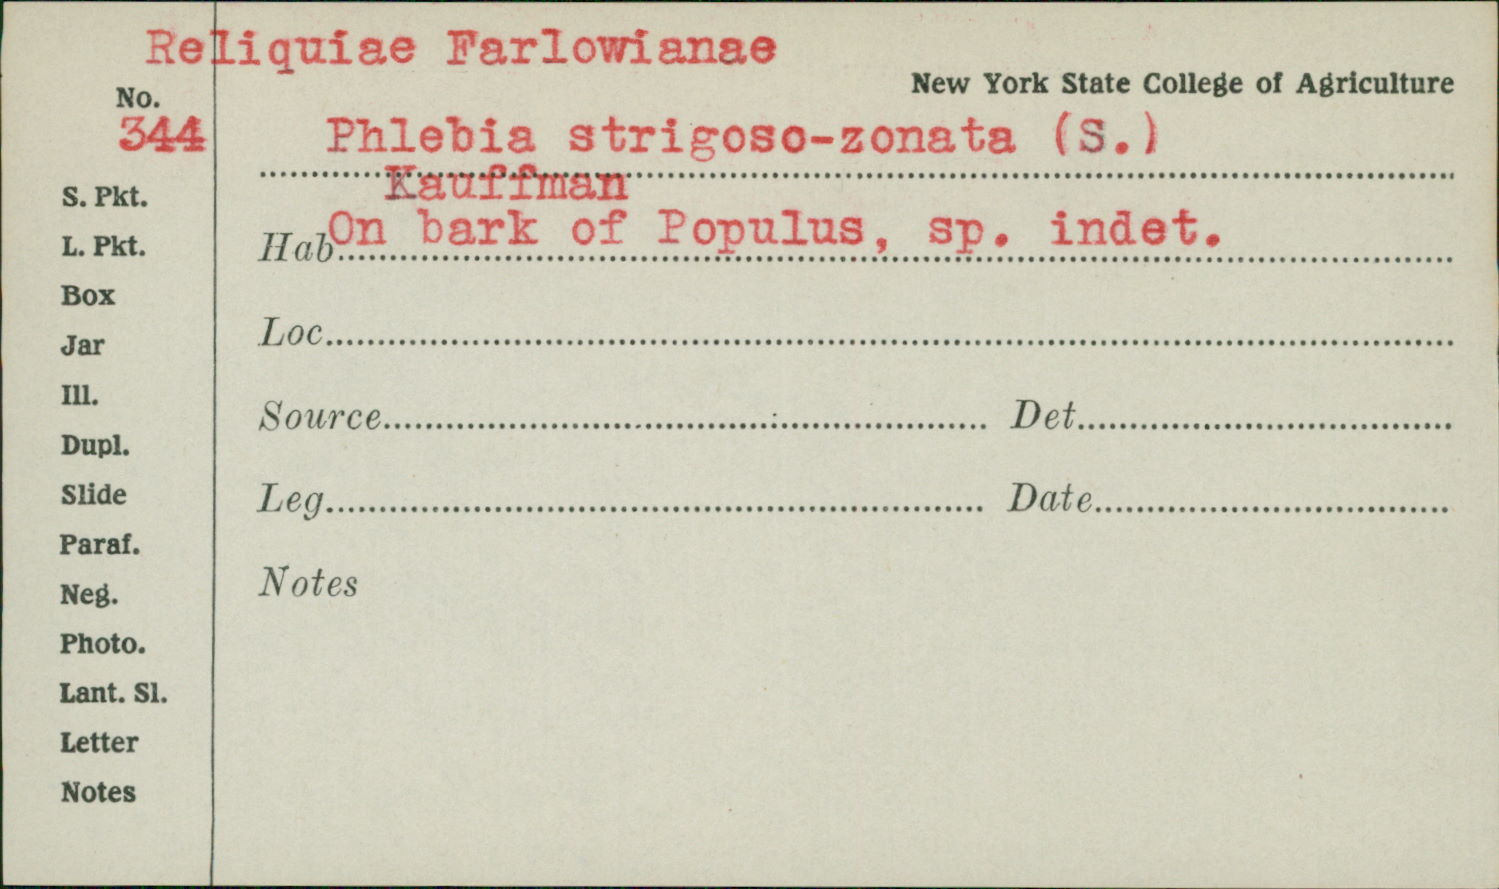 Reliquiae Farlowianae
New York State College of Agriculture
No.
344
Phlebia strigoso-zonata (S.)
Kauffman
Hab. On bark of Populus, sp. indet.
Loc.
Source Det.
Leg. Date
Notes
S. Pkt.
L. Pkt.
Box
Jar
Ill.
Dupl.
Slide
Paraf.
Neg.
Photo.
Lant. Sl.
Letter
Notes